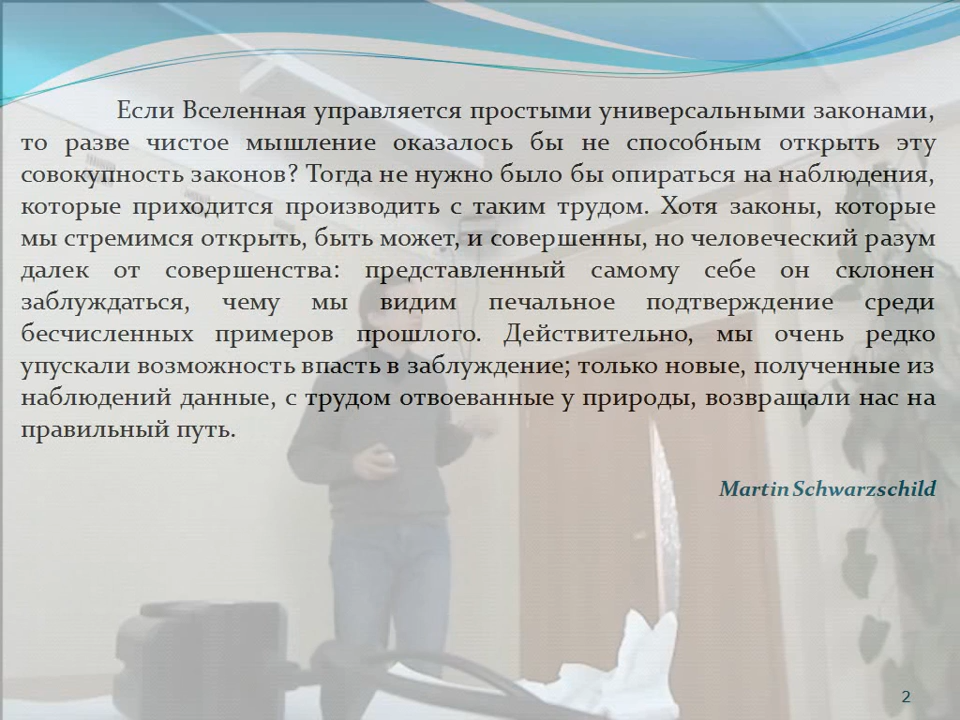 Если Вселенная управляется простыми универсальными законами,
то разве чистое мышление оказалось бы не способным открыть эту
совокупность законов? Тогда не нужно было бы опираться на наблюдения,
которые приходится производить с таким трудом. Хотя законы, которые
мы стремимся открыть, быть может, и совершенны, но человеческий разум
далек от совершенства: представленный самому себе он склонен
заблуждаться, чему мы видим печальное подтверждение среди
бесчисленных примеров прошлого. Действительно, мы очень редко
упускали возможность впасть в заблуждение; только новые, полученные из
наблюдений данные, с трудом отвоеванные у природы, возвращали нас на
правильный путь.
Martin Schwarzschild
2